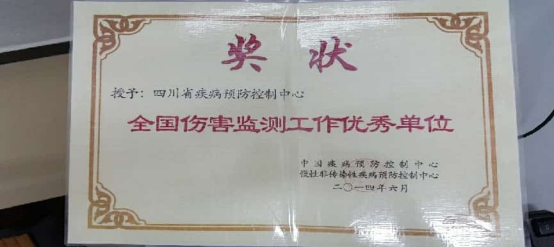 奖状
授予：四川省疾病预防控制中心
全国伤害监测工作优秀单位
中国疾病预防控制中心
慢性非传染性疾病预防控制中心
二〇一四年六月